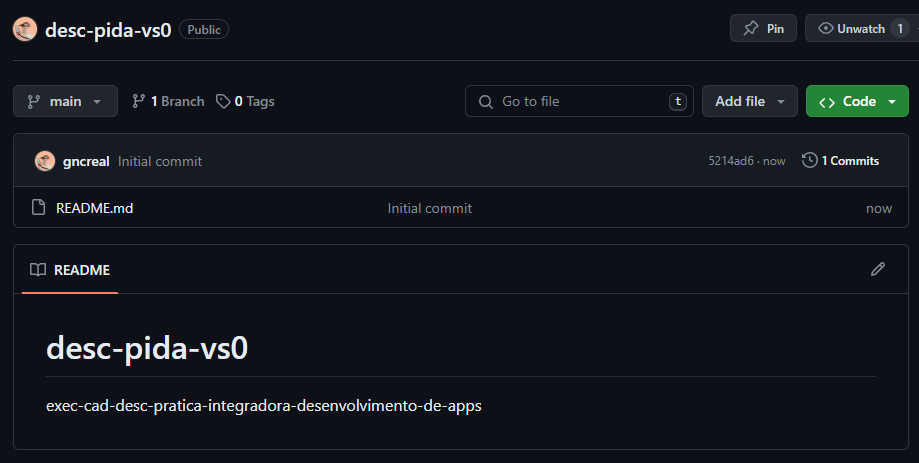 desc-pida-vs0 Public Pin Unwatch 1
main 1 Branch 0 Tags Go to file t Add file Code
gncreal Initial commit 5214ad6 · now 1 Commits
README.md Initial commit now
README
desc-pida-vs0
exec-cad-desc-pratica-integradora-desenvolvimento-de-apps